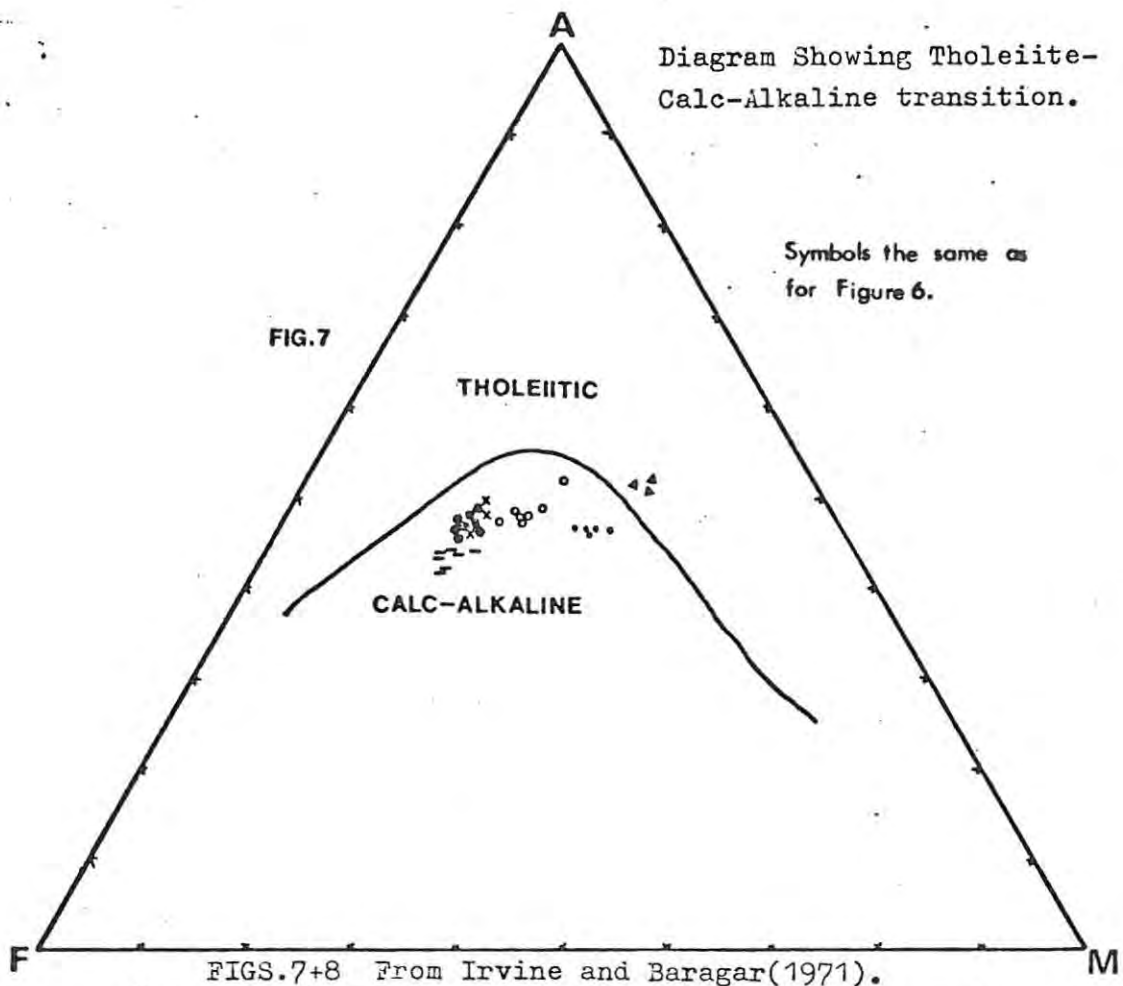 A
Diagram Showing Tholeiite-
Calc-Alkaline transition.
Symbols the same as
for Figure 6.
FIG.7
THOLEIITIC
CALC-ALKALINE
F
M
FIGS.7+8 From Irvine and Baragar(1971).